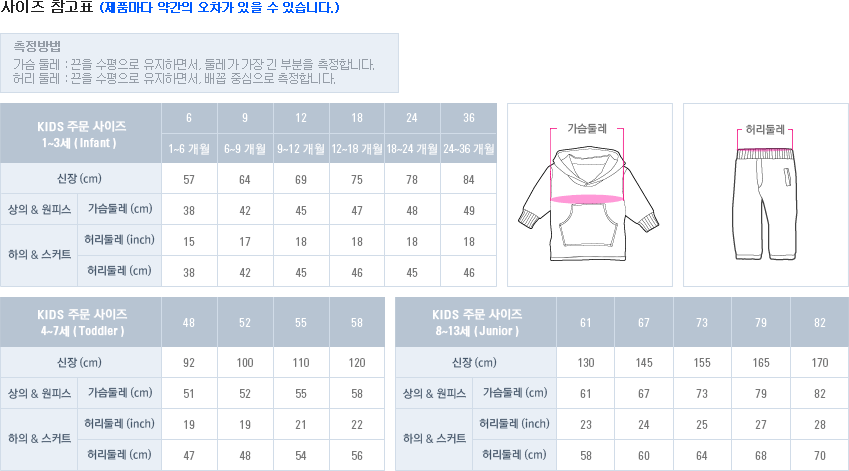 사이즈 참고표 (제품마다 약간의 오차가 있을 수 있습니다.)
측정방법
가슴 둘레 : 끈을 수평으로 유지하면서, 둘레가 가장 긴 부분을 측정합니다.
허리 둘레 : 끈을 수평으로 유지하면서, 배꼽 중심으로 측정합니다.
KIDS 주문 사이즈 1~3세 ( Infant ) 6 9 12 18 24 36
1~6 개월 6~9 개월 9~12 개월 12~18 개월 18~24 개월 24~36 개월
신장 (cm) 57 64 69 75 78 84
상의 & 원피스 가슴둘레 (cm) 38 42 45 47 48 49
하의 & 스커트 허리둘레 (inch) 15 17 18 18 18 18
허리둘레 (cm) 38 42 45 46 45 46
가슴둘레
허리둘레
KIDS 주문 사이즈
4~7세 ( Toddler ) 48 52 55 58
신장 (cm) 92 100 110 120
상의 & 원피스 가슴둘레 (cm) 51 52 55 58
하의 & 스커트 허리둘레 (inch) 19 19 21 22
허리둘레 (cm) 47 48 54 56
KIDS 주문 사이즈
8~13세 ( Junior ) 61 67 73 79 82
신장 (cm) 130 145 155 165 170
상의 & 원피스 가슴둘레 (cm) 61 67 73 79 82
하의 & 스커트 허리둘레 (inch) 23 24 25 27 28
허리둘레 (cm) 58 60 64 68 70